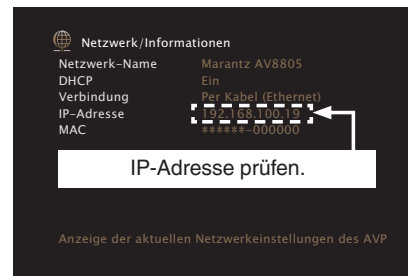 Netzwerk/Informationen
Netzwerk-Name Marantz AV8805
DHCP Ein
Verbindung Per Kabel (Ethernet)
IP-Adresse 192.168.100.19
MAC ******-000000
IP-Adresse prüfen.
Anzeige der aktuellen Netzwerkeinstellungen des AVP